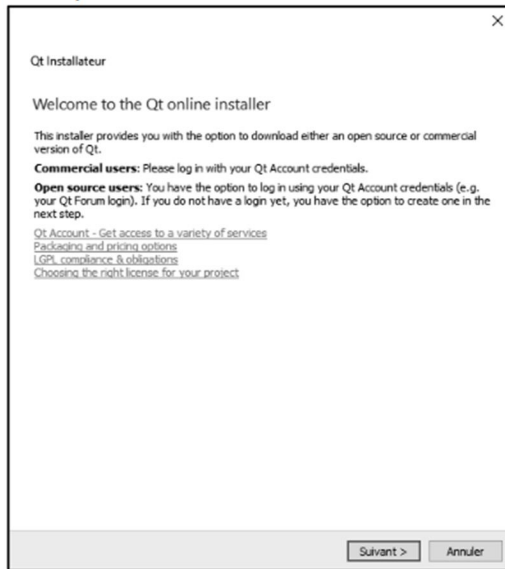 Qt Installateur
Welcome to the Qt online installer
This installer provides you with the option to download either an open source or commercial
version of Qt.
Commercial users: Please log in with your Qt Account credentials.
Open source users: You have the option to log in using your Qt Account credentials (e.g.
your Qt Forum login). If you do not have a login yet, you have the option to create one in the
next step.
Qt Account - Get access to a variety of services
Packaging and pricing options
LGPL compliance & obligations
Choosing the right license for your project
Suivant > Annuler